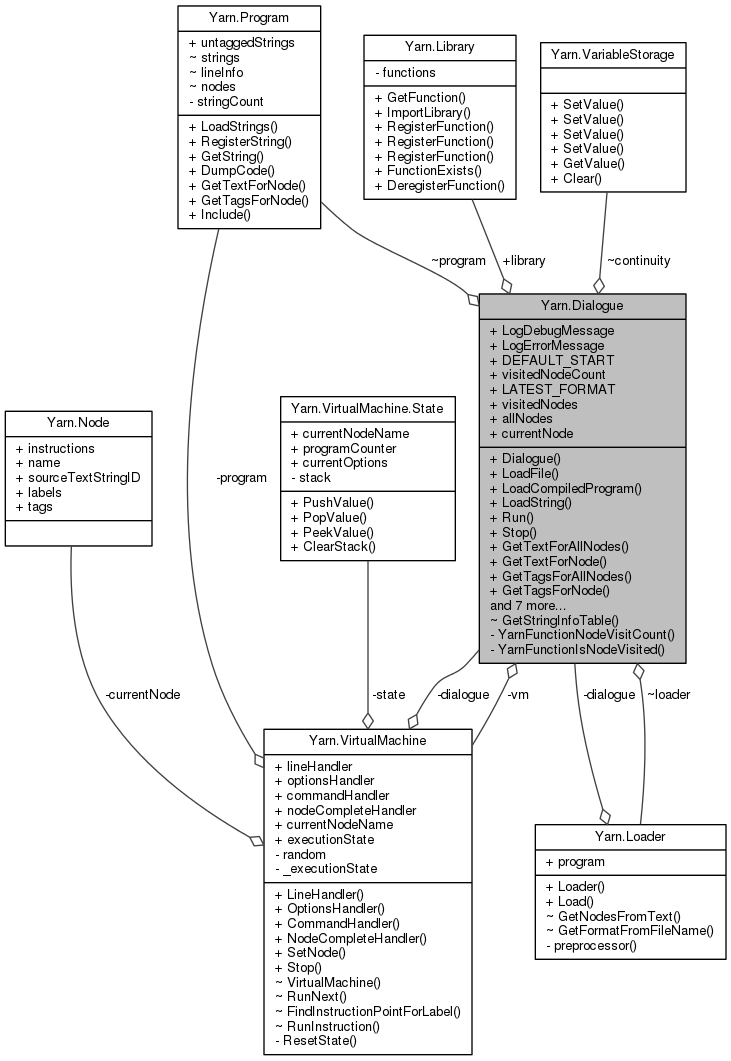 Yarn.Program
+ untaggedStrings
~ strings
~ lineInfo
~ nodes
- stringCount
+ LoadStrings()
+ RegisterString()
+ GetString()
+ DumpCode()
+ GetTextForNode()
+ GetTagsForNode()
+ Include()
Yarn.Library
- functions
+ GetFunction()
+ ImportLibrary()
+ RegisterFunction()
+ RegisterFunction()
+ RegisterFunction()
+ FunctionExists()
+ DeregisterFunction()
Yarn.VariableStorage
+ SetValue()
+ SetValue()
+ SetValue()
+ SetValue()
+ GetValue()
+ Clear()
~program
+library
~continuity
Yarn.Dialogue
+ LogDebugMessage
+ LogErrorMessage
+ DEFAULT_START
+ visitedNodeCount
+ LATEST_FORMAT
+ visitedNodes
+ allNodes
+ currentNode
+ Dialogue()
+ LoadFile()
+ LoadCompiledProgram()
+ LoadString()
+ Run()
+ Stop()
+ GetTextForAllNodes()
+ GetTextForNode()
+ GetTagsForAllNodes()
+ GetTagsForNode()
and 7 more...
~ GetStringInfoTable()
- YarnFunctionNodeVisitCount()
- YarnFunctionIsNodeVisited()
Yarn.Node
+ instructions
+ name
+ sourceTextStringID
+ labels
+ tags
Yarn.VirtualMachine.State
+ currentNodeName
+ programCounter
+ currentOptions
- stack
+ PushValue()
+ PopValue()
+ PeekValue()
+ ClearStack()
-program
-currentNode
-state
-dialogue
-vm
-dialogue
~loader
Yarn.VirtualMachine
+ lineHandler
+ optionsHandler
+ commandHandler
+ nodeCompleteHandler
+ currentNodeName
+ executionState
- random
- _executionState
+ LineHandler()
+ OptionsHandler()
+ CommandHandler()
+ NodeCompleteHandler()
+ SetNode()
+ Stop()
~ VirtualMachine()
~ RunNext()
~ FindInstructionPointForLabel()
~ RunInstruction()
- ResetState()
Yarn.Loader
+ program
+ Loader()
+ Load()
~ GetNodesFromText()
~ GetFormatFromFileName()
- preprocessor()